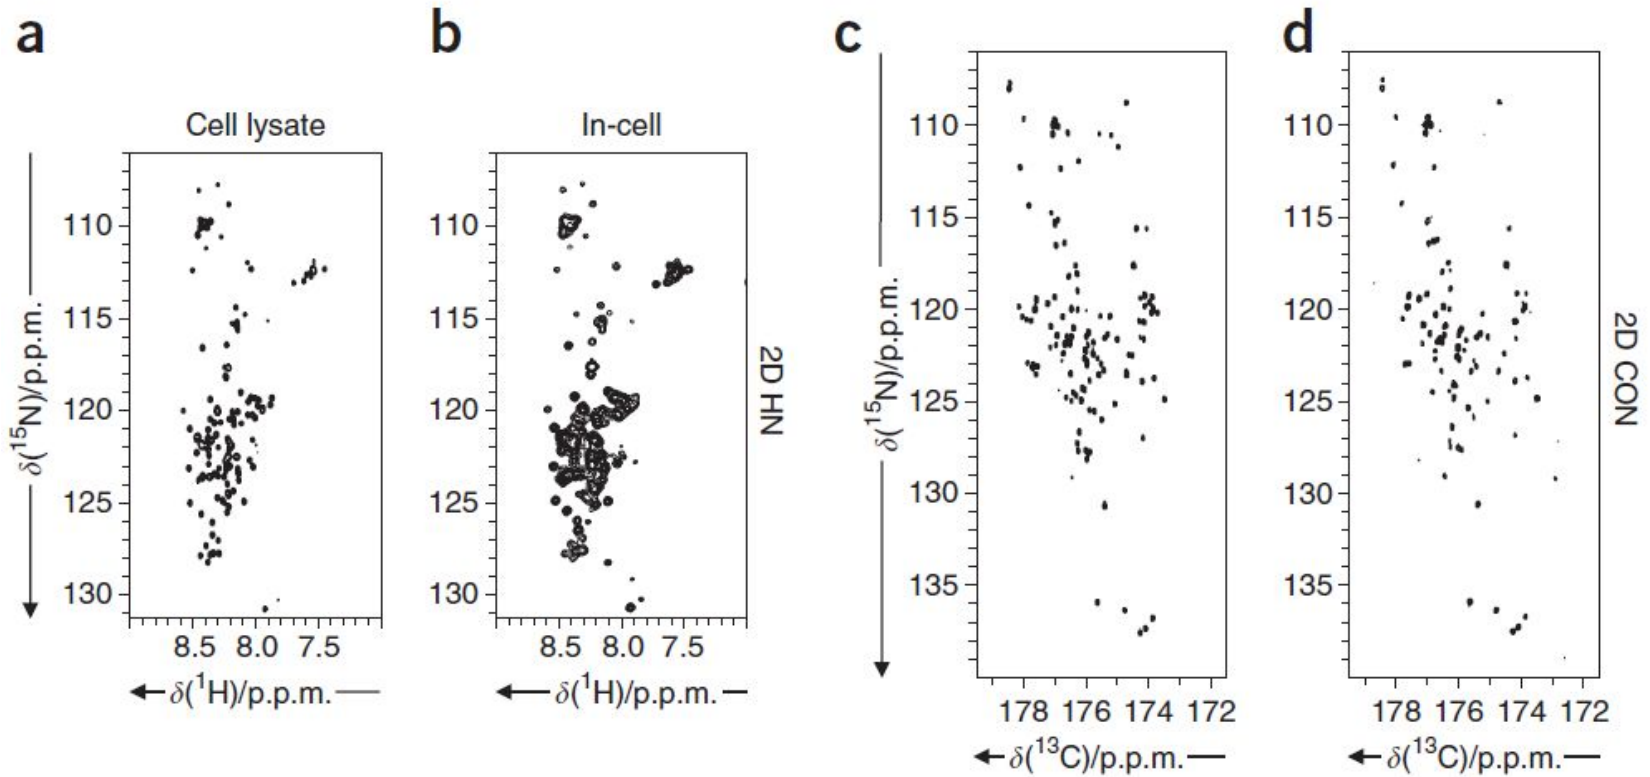 a
b
c
d
Cell lysate
In-cell
110
115
120
125
130
8.5 8.0 7.5
δ(¹H)/p.p.m.
δ(¹⁵N)/p.p.m.
110
115
120
125
130
8.5 8.0 7.5
δ(¹H)/p.p.m.
2D HN
δ(¹⁵N)/p.p.m.
110
115
120
125
130
135
178 176 174 172
δ(¹³C)/p.p.m.
110
115
120
125
130
135
178 176 174 172
δ(¹³C)/p.p.m.
2D CON